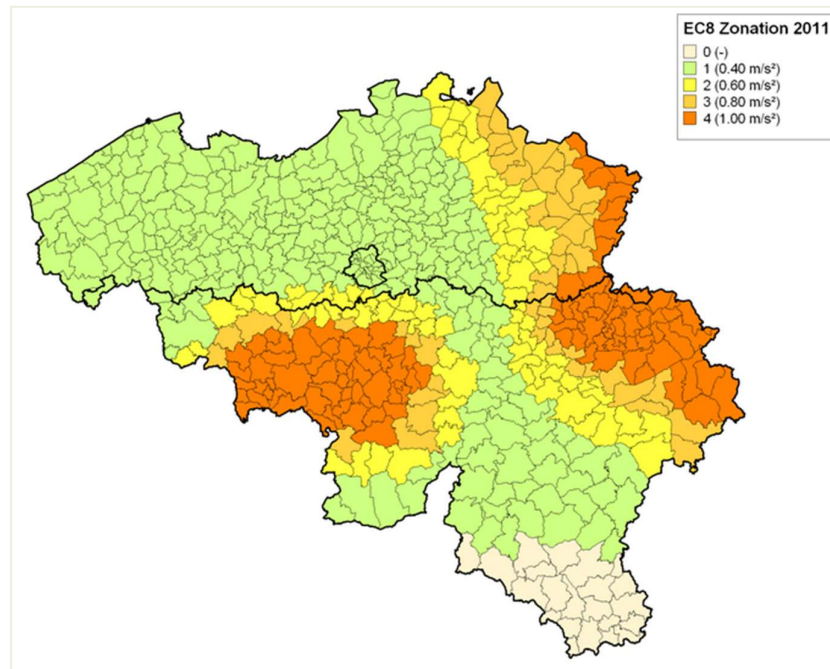 EC8 Zonation 2011
0 (-)
1 (0.40 m/s²)
2 (0.60 m/s²)
3 (0.80 m/s²)
4 (1.00 m/s²)